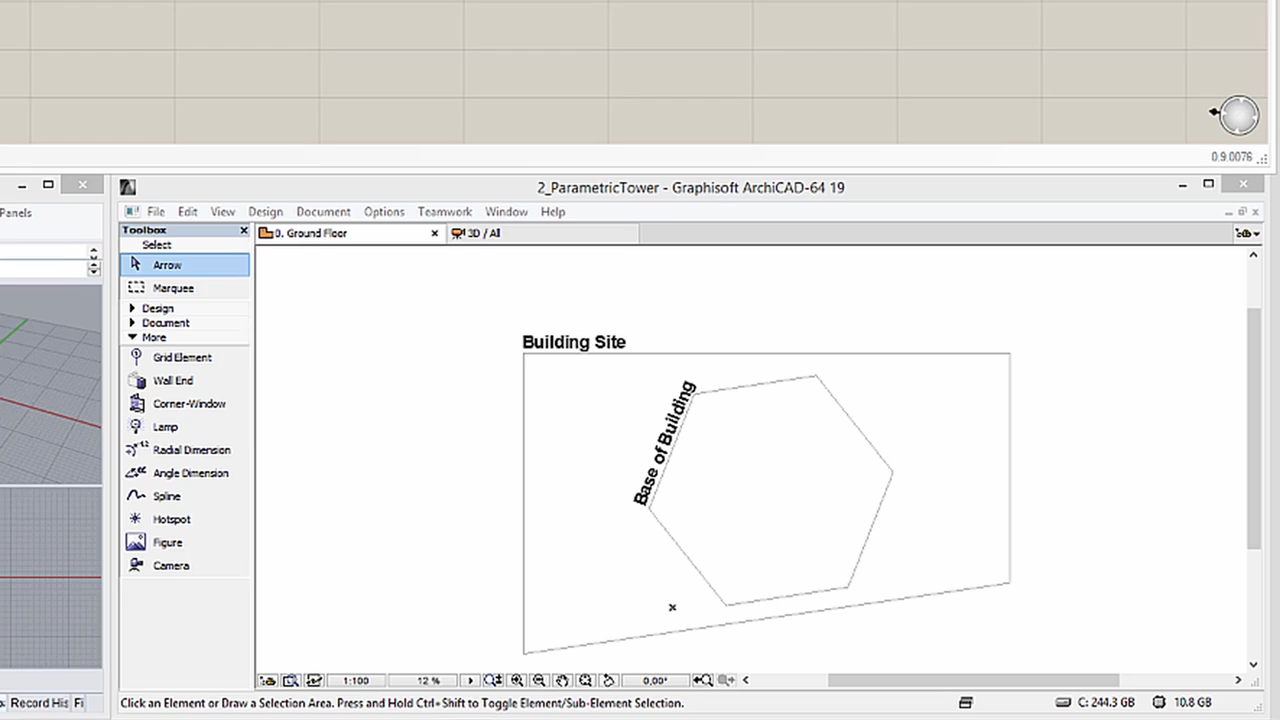 0.9.0076
Panels
2_ParametricTower - Graphisoft ArchiCAD-64 19
File Edit View Design Document Options Teamwork Window Help
Toolbox
0. Ground Floor
3D / All
Select
Arrow
Marquee
Design
Document
More
Grid Element
Wall End
Corner-Window
Lamp
Radial Dimension
Angle Dimension
Spline
Hotspot
Figure
Camera
Building Site
Base of Building
1:100
12 %
0,00°
Record His
Click an Element or Draw a Selection Area. Press and Hold Ctrl+Shift to Toggle Element/Sub-Element Selection.
C: 244.3 GB
10.8 GB